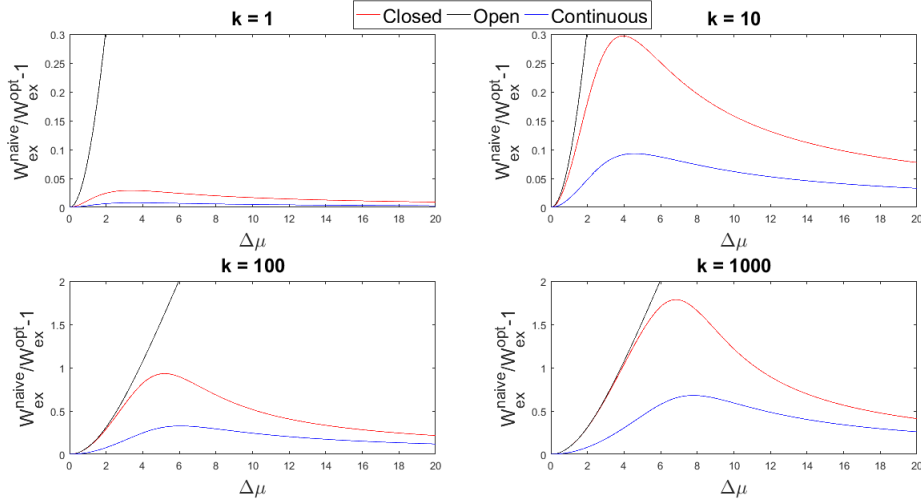 Closed Open Continuous
k = 1
W_ex^naive/W_ex^opt-1
0.3
0.25
0.2
0.15
0.1
0.05
0
0 2 4 6 8 10 12 14 16 18 20
Δμ
k = 10
W_ex^naive/W_ex^opt-1
0.3
0.25
0.2
0.15
0.1
0.05
0
0 2 4 6 8 10 12 14 16 18 20
Δμ
k = 100
W_ex^naive/W_ex^opt-1
2
1.5
1
0.5
0
0 2 4 6 8 10 12 14 16 18 20
Δμ
k = 1000
W_ex^naive/W_ex^opt-1
2
1.5
1
0.5
0
0 2 4 6 8 10 12 14 16 18 20
Δμ